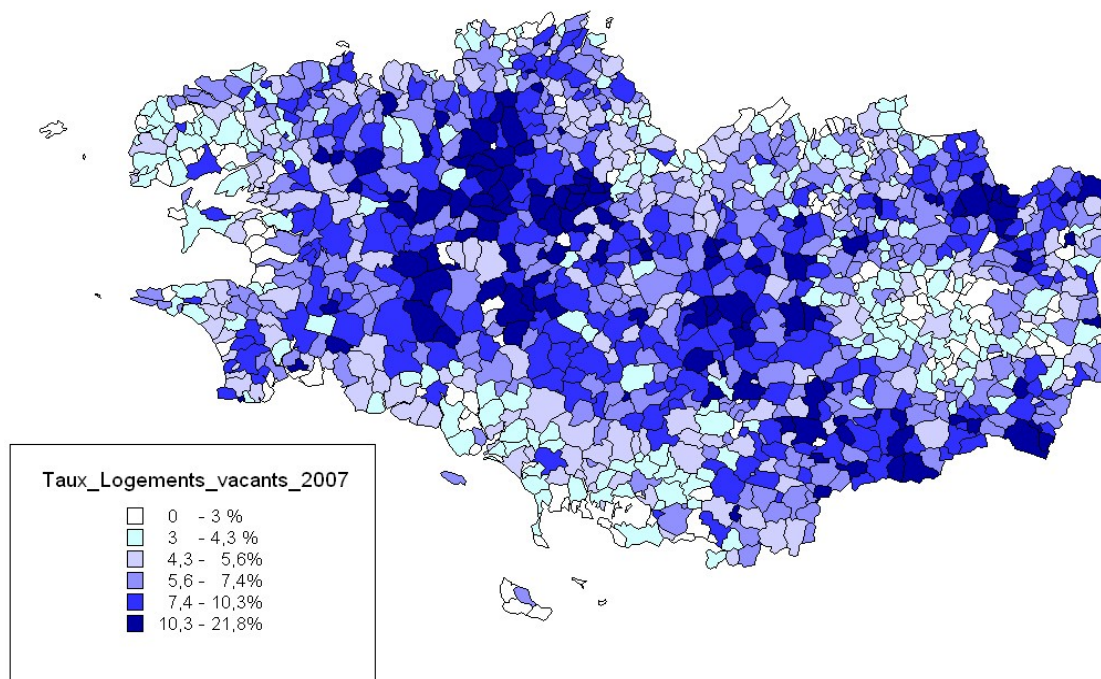 Taux_Logements_vacants_2007
0 - 3 %
3 - 4,3 %
4,3 - 5,6%
5,6 - 7,4%
7,4 - 10,3%
10,3 - 21,8%